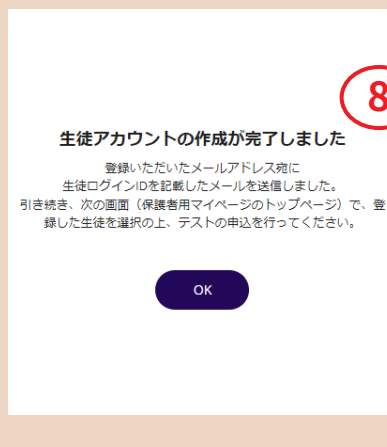 8
生徒アカウントの作成が完了しました
登録いただいたメールアドレス宛に
生徒ログインIDを記載したメールを送信しました。
引き続き、次の画面（保護者用マイページのトップページ）で、登
録した生徒を選択の上、テストの申込を行ってください。
OK